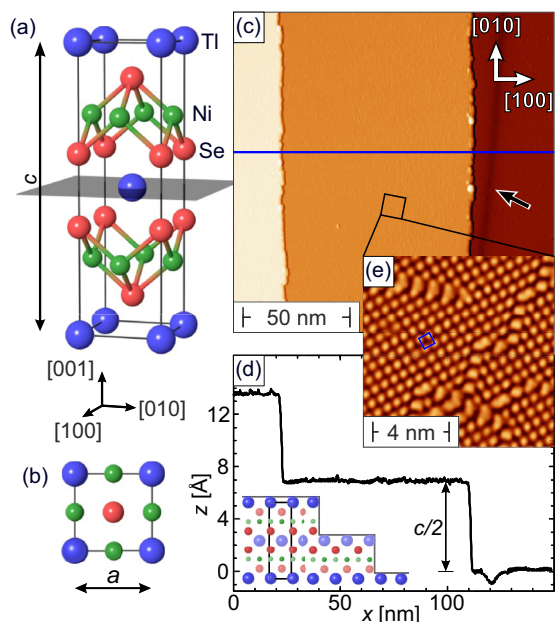 (a)
Tl
Ni
Se
c
[001]
[010]
[100]
(b)
a
(c)
[010]
[100]
50 nm
(e)
4 nm
(d)
12
8
4
0
z [Å]
c/2
0
50
100
x [nm]